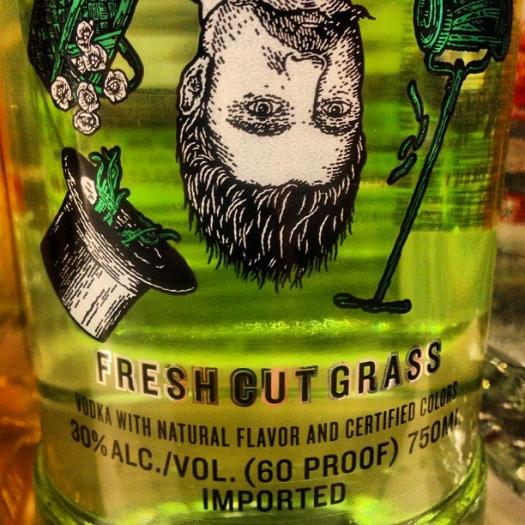 FRESH CUT GRASS
VODKA WITH NATURAL FLAVOR AND CERTIFIED COLORS
30% ALC./VOL. (60 PROOF) 750ML
IMPORTED